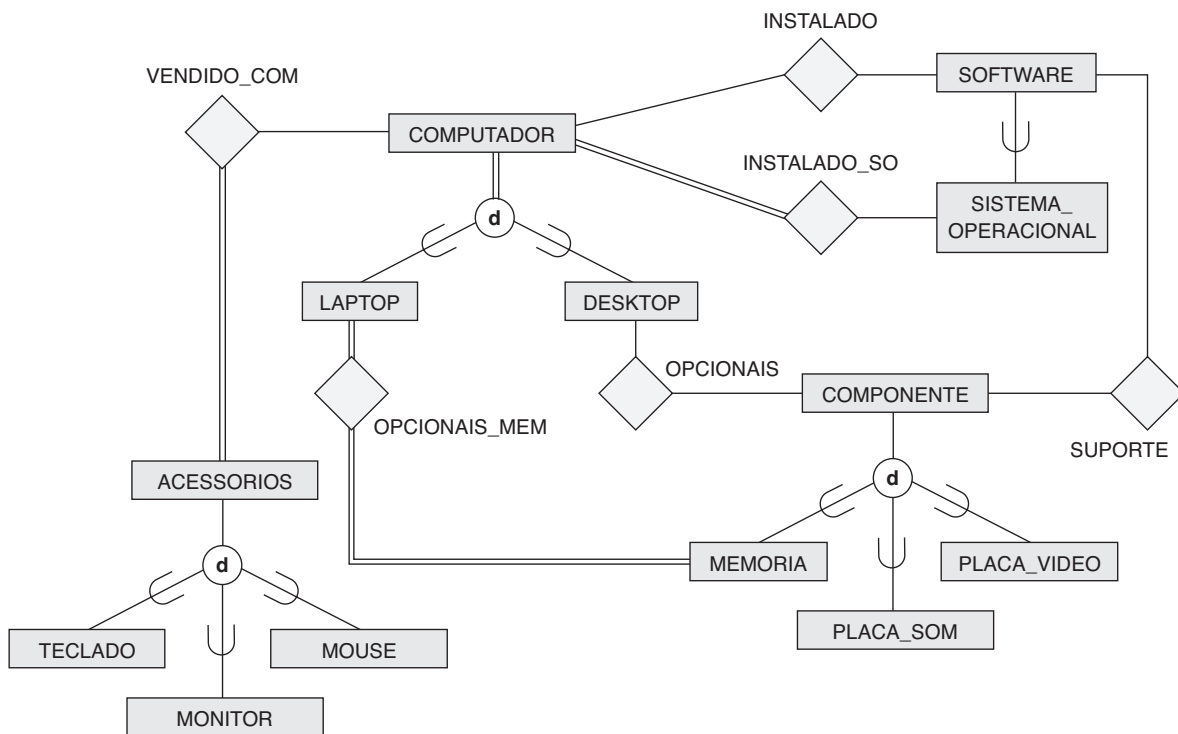 INSTALADO
VENDIDO_COM
SOFTWARE
COMPUTADOR
INSTALADO_SO
SISTEMA_
OPERACIONAL
d
LAPTOP
DESKTOP
OPCIONAIS
COMPONENTE
OPCIONAIS_MEM
SUPORTE
ACESSORIOS
d
d
MEMORIA
PLACA_VIDEO
PLACA_SOM
TECLADO
MOUSE
MONITOR